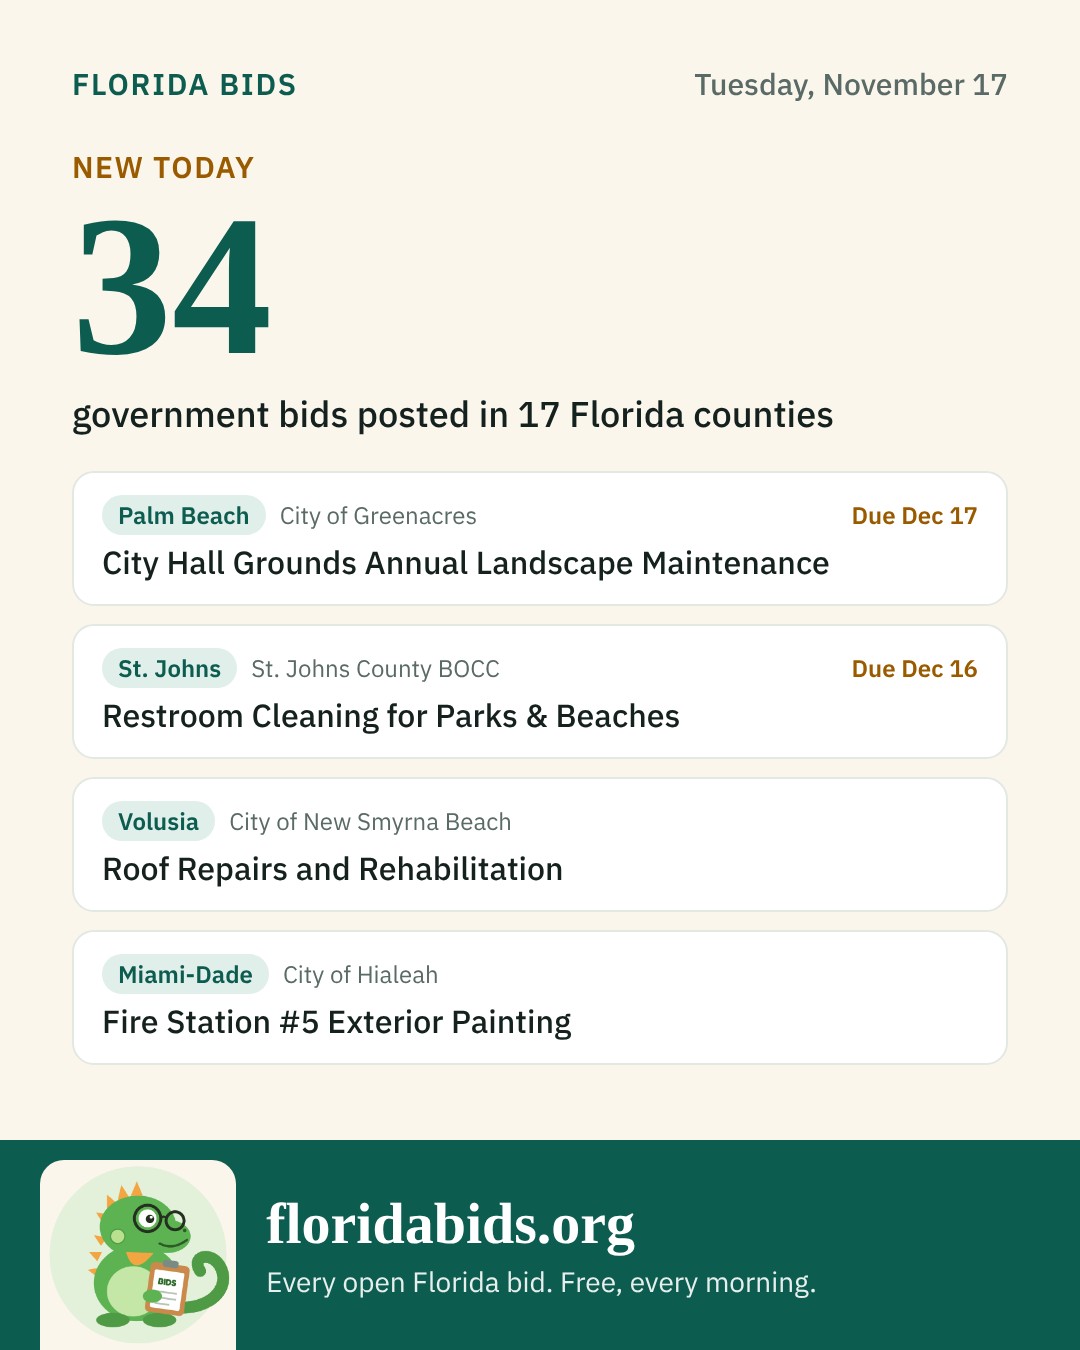 FLORIDA BIDS
Tuesday, November 17
NEW TODAY
34
government bids posted in 17 Florida counties
Palm Beach City of Greenacres Due Dec 17
City Hall Grounds Annual Landscape Maintenance
St. Johns St. Johns County BOCC Due Dec 16
Restroom Cleaning for Parks & Beaches
Volusia City of New Smyrna Beach
Roof Repairs and Rehabilitation
Miami-Dade City of Hialeah
Fire Station #5 Exterior Painting
BIDS
floridabids.org
Every open Florida bid. Free, every morning.